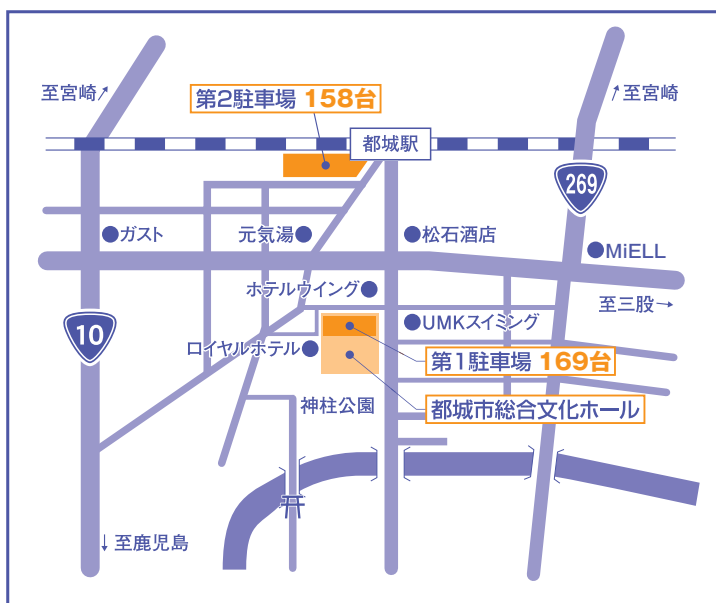 至宮崎↗
第2駐車場 158台
至宮崎
↗
都城駅
269
ガスト
元気湯
松石酒店
MiELL
ホテルウイング
至三股→
10
UMKスイミング
ロイヤルホテル
第1駐車場 169台
神柱公園
都城市総合文化ホール
↓至鹿児島